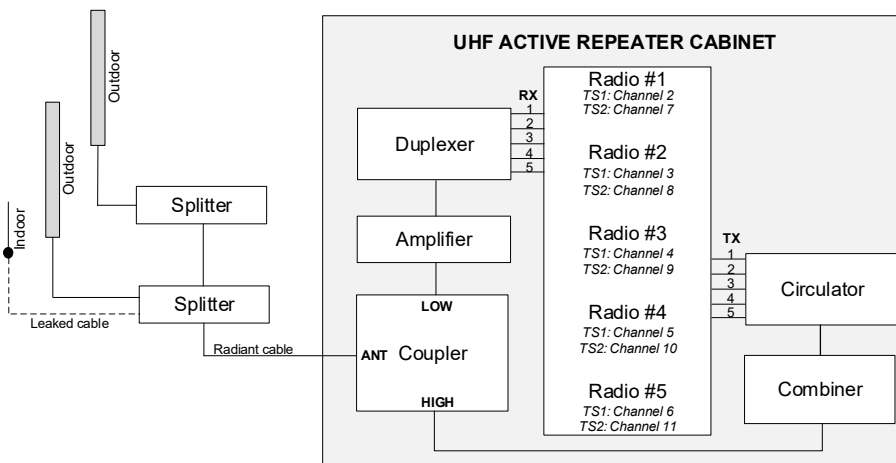 UHF ACTIVE REPEATER CABINET
Outdoor
Outdoor
Indoor
Splitter
Splitter
Leaked cable
Radiant cable
RX
1
2
3
4
5
Duplexer
Amplifier
LOW
ANT
Coupler
HIGH
Radio #1
TS1: Channel 2
TS2: Channel 7
Radio #2
TS1: Channel 3
TS2: Channel 8
Radio #3
TS1: Channel 4
TS2: Channel 9
Radio #4
TS1: Channel 5
TS2: Channel 10
Radio #5
TS1: Channel 6
TS2: Channel 11
TX
1
2
3
4
5
Circulator
Combiner